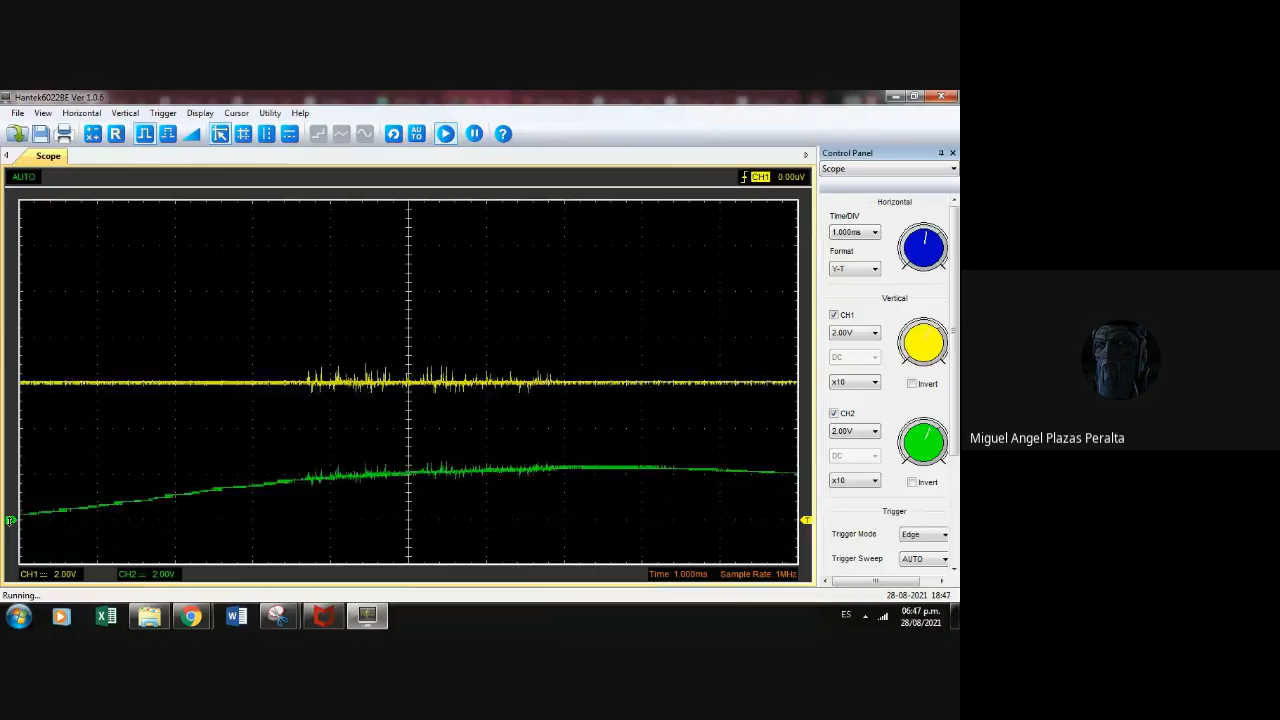 Hantek6022BE Ver 1.0.6
File View Horizontal Vertical Trigger Display Cursor Utility Help
R
AU
TO
?
Scope
AUTO
CH1 0.00uV
T
CH1 2.00V CH2 2.00V Time: 1.000ms Sample Rate: 1MHz
Control Panel
Scope
Horizontal
Time/DIV
1.000ms
Format
Y-T
Vertical
CH1
2.00V
DC
x10
Invert
CH2
2.00V
DC
x10
Invert
Trigger
Trigger Mode Edge
Trigger Sweep AUTO
Running...
28-08-2021 18:47
ES
06:47 p.m.
28/08/2021
Miguel Angel Plazas Peralta